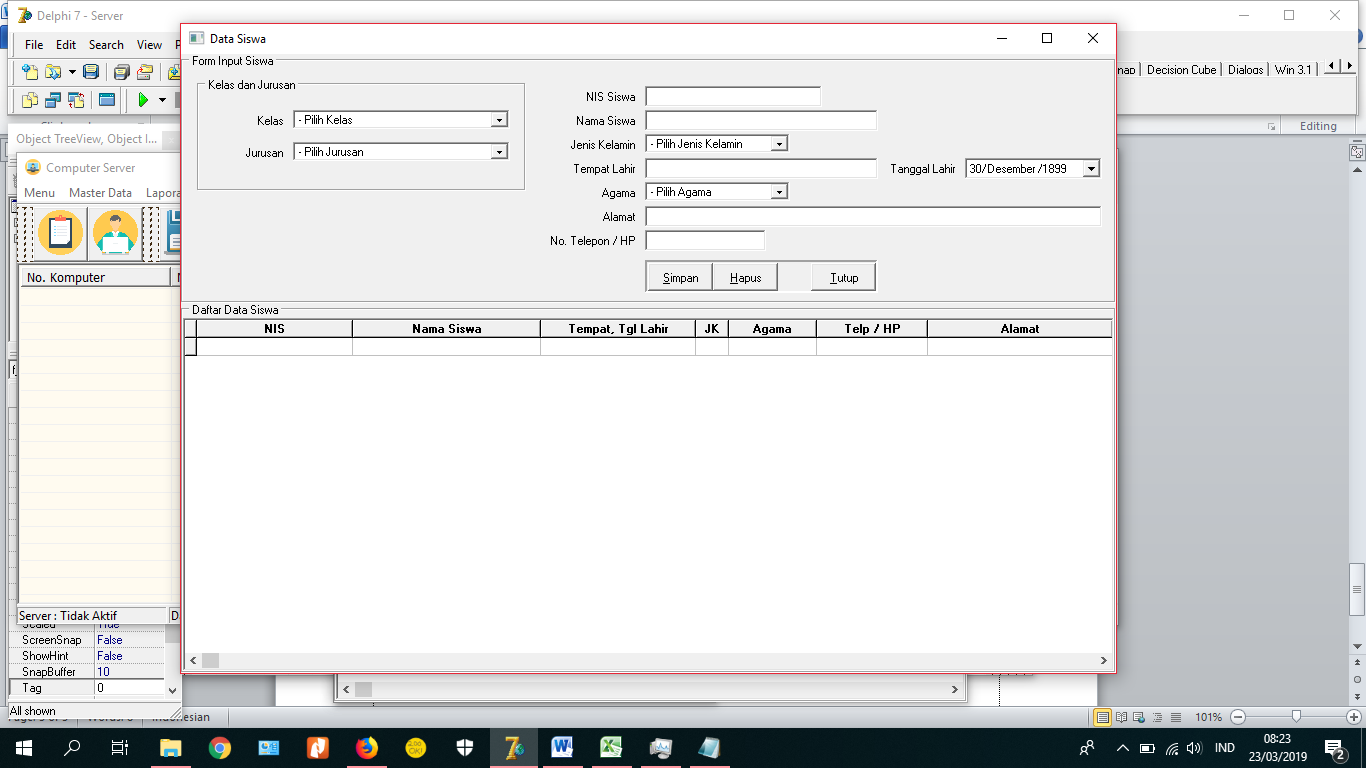 Delphi 7 - Server
File Edit Search View
Data Siswa
Form Input Siswa
Kelas dan Jurusan
Kelas - Pilih Kelas
Jurusan - Pilih Jurusan
NIS Siswa
Nama Siswa
Jenis Kelamin - Pilih Jenis Kelamin
Tempat Lahir Tanggal Lahir 30/Desember /1899
Agama - Pilih Agama
Alamat
No. Telepon / HP
Simpan Hapus Tutup
Daftar Data Siswa
NIS Nama Siswa Tempat, Tgl Lahir JK Agama Telp / HP Alamat
Decision Cube Dialogs Win 3.1
Editing
Object TreeView, Object I...
Computer Server
Menu Master Data Lapora
No. Komputer
Server : Tidak Aktif D
Scaled True
ScreenSnap False
ShowHint False
SnapBuffer 10
Tag 0
All shown
101%
IND
08:23
23/03/2019
2